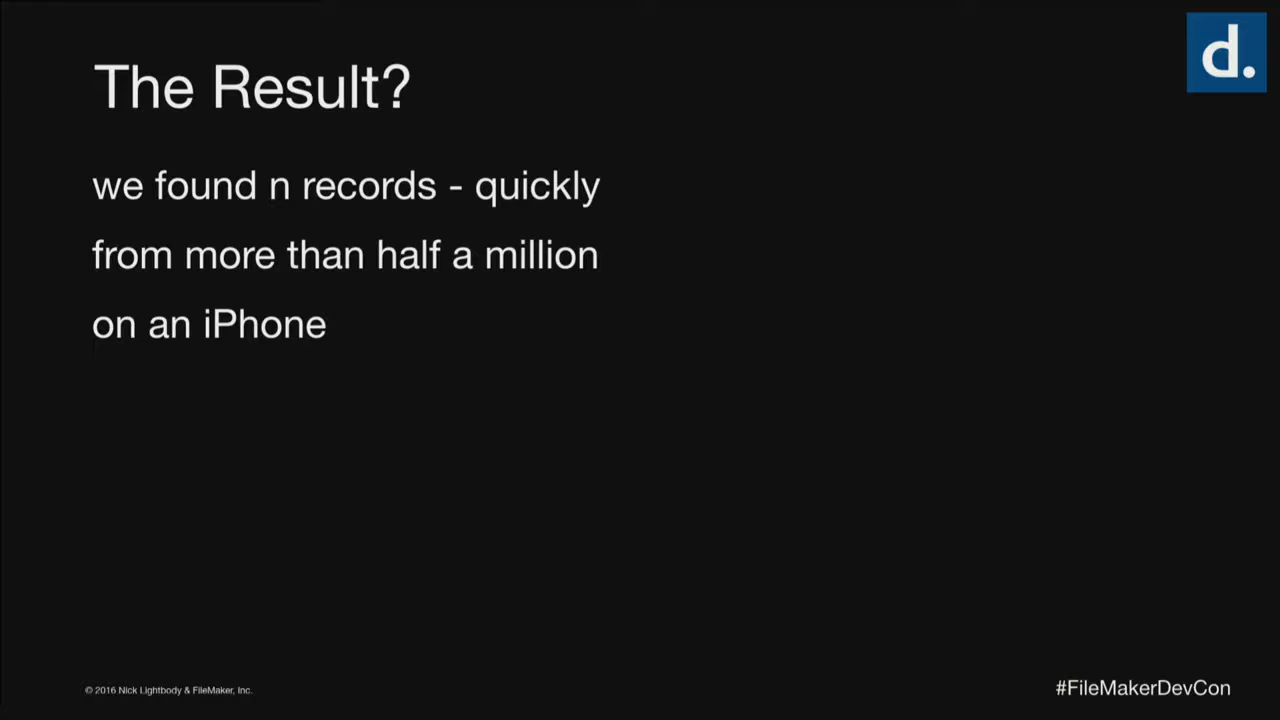 d.
The Result?
we found n records - quickly
from more than half a million
on an iPhone
© 2016 Nick Lightbody & FileMaker, Inc.
#FileMakerDevCon